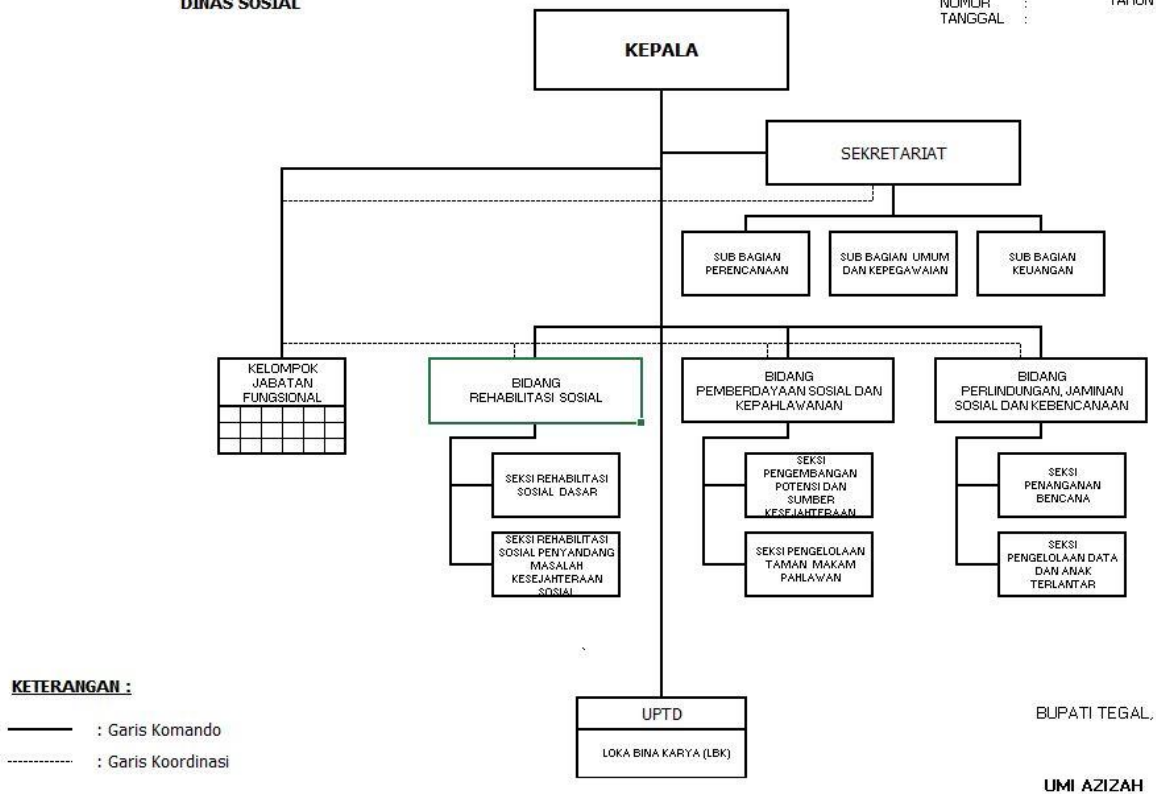 DINAS SOSIAL
NOMOR : TAHUN
TANGGAL :
KEPALA
SEKRETARIAT
SUB BAGIAN
PERENCANAAN
SUB BAGIAN UMUM
DAN KEPEGAWAIAN
SUB BAGIAN
KEUANGAN
KELOMPOK
JABATAN
FUNGSIONAL
BIDANG
REHABILITASI SOSIAL
BIDANG
PEMBERDAYAAN SOSIAL DAN
KEPAHLAWANAN
BIDANG
PERLINDUNGAN, JAMINAN
SOSIAL DAN KEBENCANAAN
SEKSI REHABILITASI
SOSIAL DASAR
SEKSI
PENGEMBANGAN
POTENSI DAN
SUMBER
KESEJAHTERAAN
SEKSI
PENANGANAN
BENCANA
SEKSI REHABILITASI
SOSIAL PENYANDANG
MASALAH
KESEJAHTERAAN
SOSIAL
SEKSI PENGELOLAAN
TAMAN MAKAM
PAHLAWAN
SEKSI
PENGELOLAAN DATA
DAN ANAK
TERLANTAR
KETERANGAN :
: Garis Komando
: Garis Koordinasi
UPTD
LOKA BINA KARYA (LBK)
BUPATI TEGAL,
UMI AZIZAH